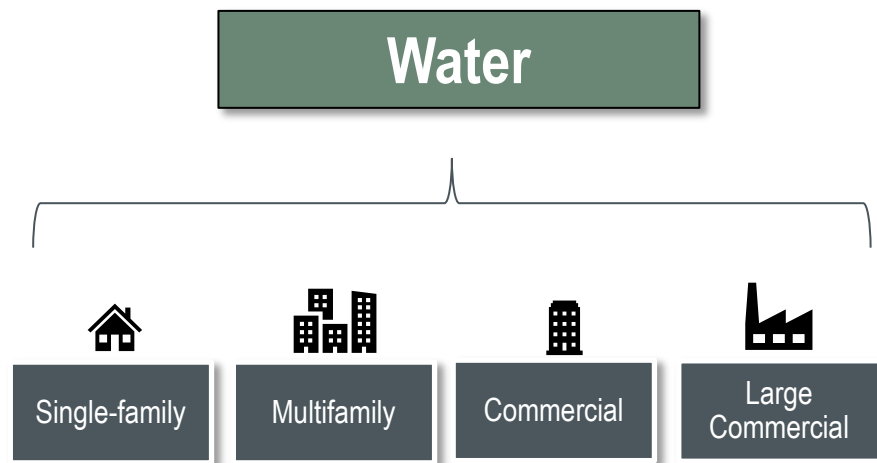 Water
Single-family
Multifamily
Commercial
Large
Commercial